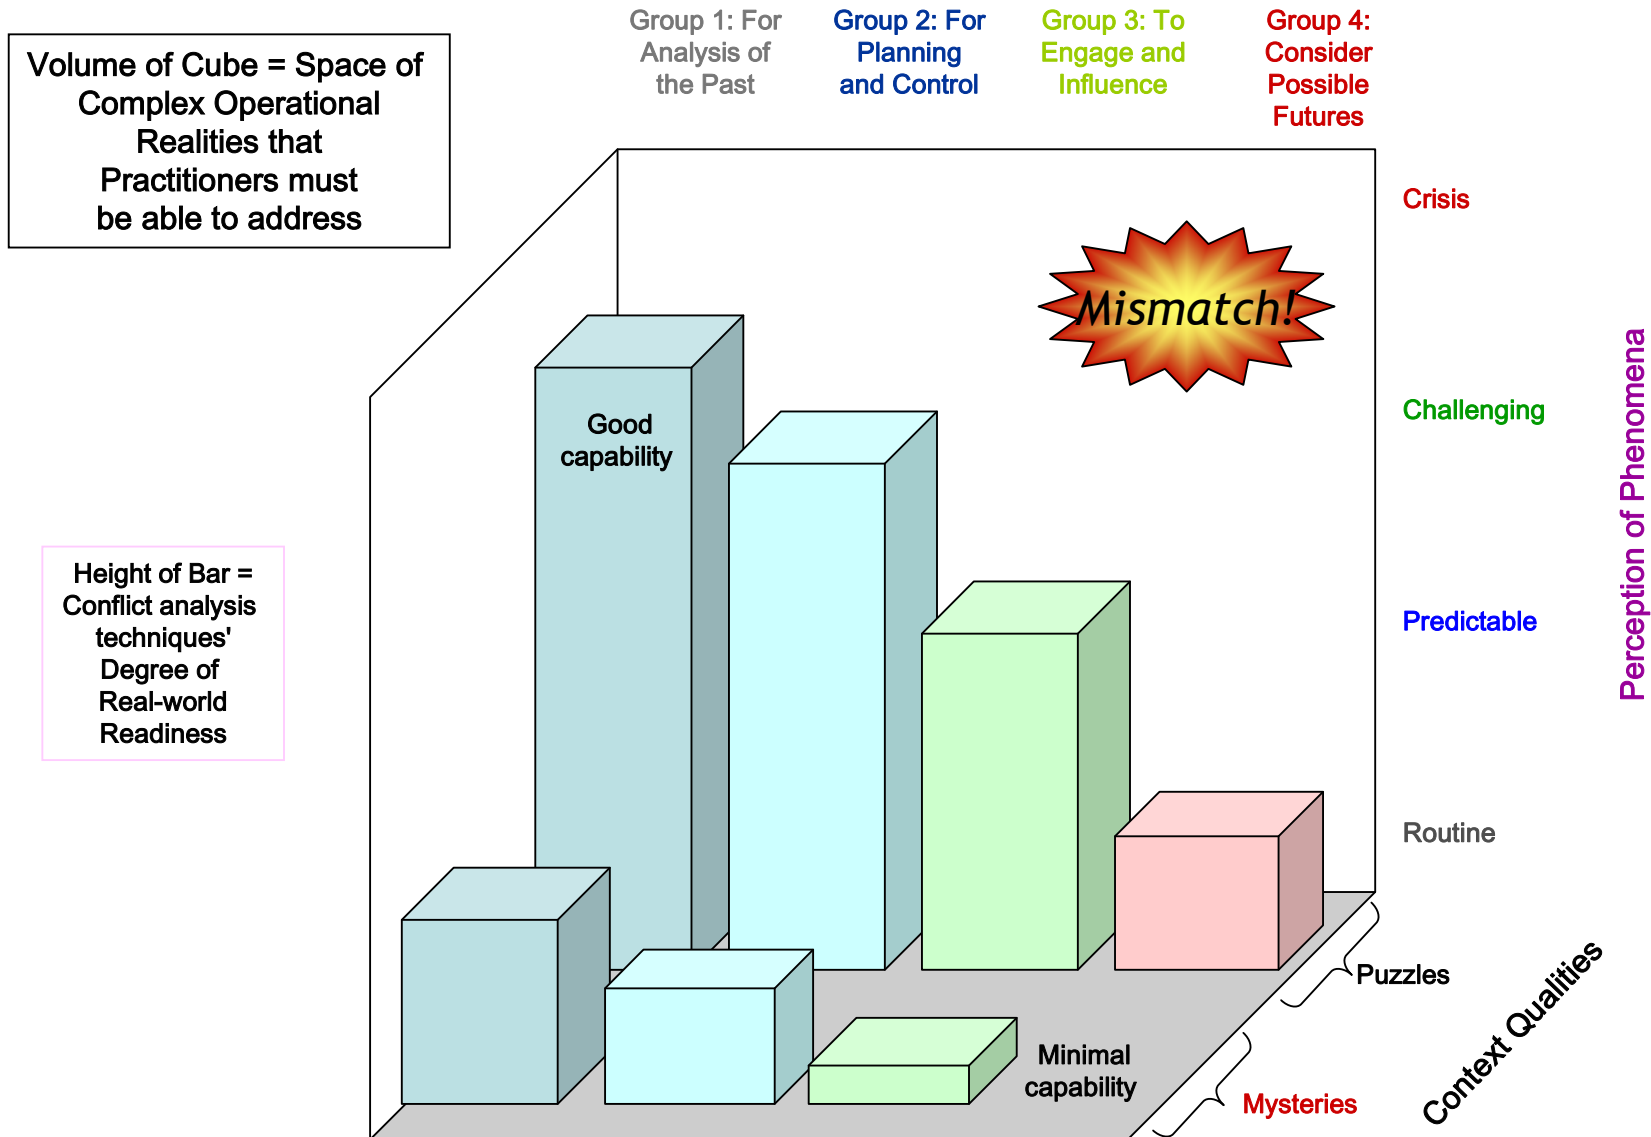 Group 1: For
Analysis of
the Past
Group 2: For
Planning
and Control
Group 3: To
Engage and
Influence
Group 4:
Consider
Possible
Futures
Volume of Cube = Space of
Complex Operational
Realities that
Practitioners must
be able to address
Crisis
Mismatch!
Challenging
Good
capability
Perception of Phenomena
Height of Bar =
Conflict analysis
techniques'
Degree of
Real-world
Readiness
Predictable
Routine
Puzzles
Minimal
capability
Mysteries
Context Qualities